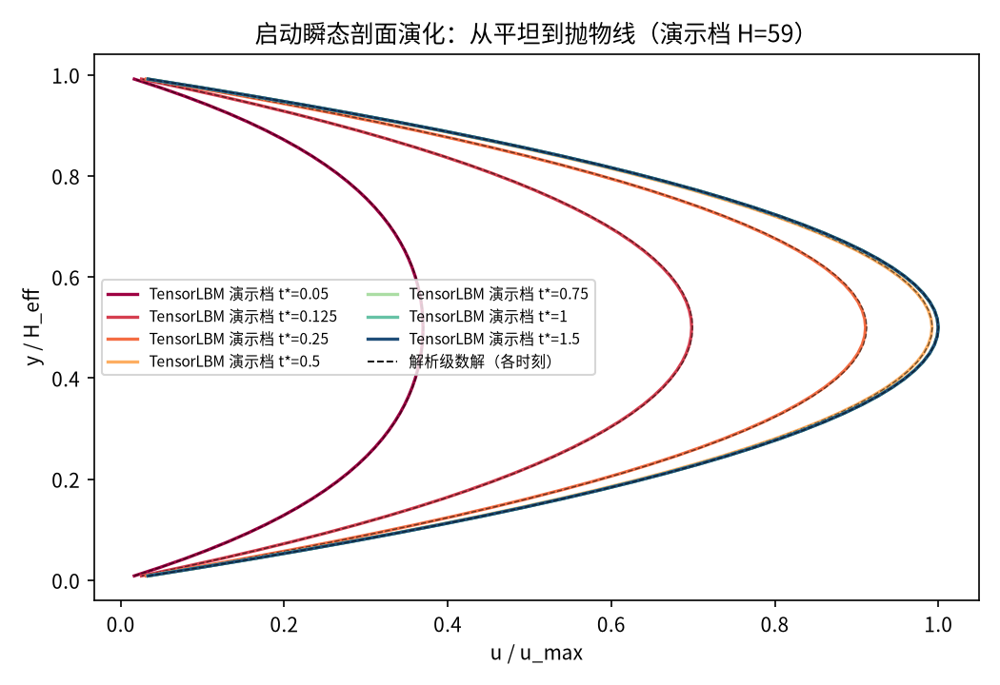 启动瞬态剖面演化：从平坦到抛物线（演示档 H=59）
y / H_eff
1.0
0.8
0.6
0.4
0.2
0.0
TensorLBM 演示档 t*=0.05
TensorLBM 演示档 t*=0.125
TensorLBM 演示档 t*=0.25
TensorLBM 演示档 t*=0.5
TensorLBM 演示档 t*=0.75
TensorLBM 演示档 t*=1
TensorLBM 演示档 t*=1.5
解析级数解（各时刻）
0.0 0.2 0.4 0.6 0.8 1.0
u / u_max